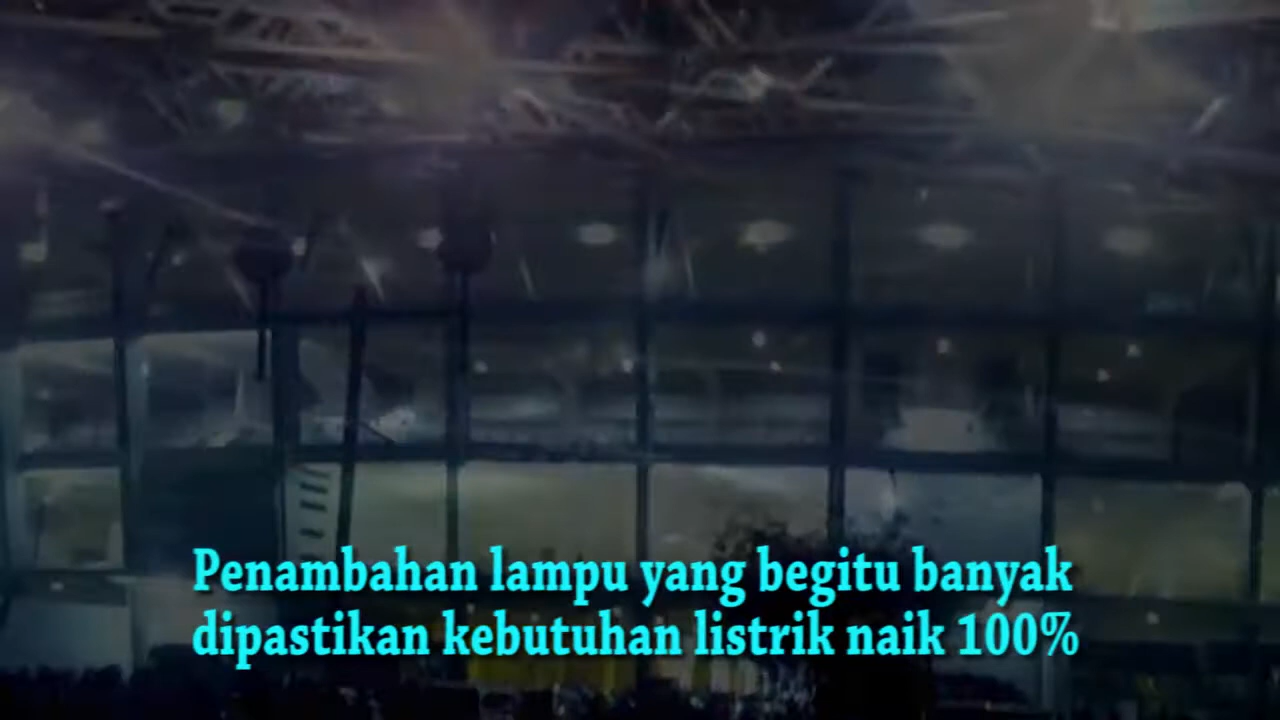 Penambahan lampu yang begitu banyak
dipastikan kebutuhan listrik naik 100%